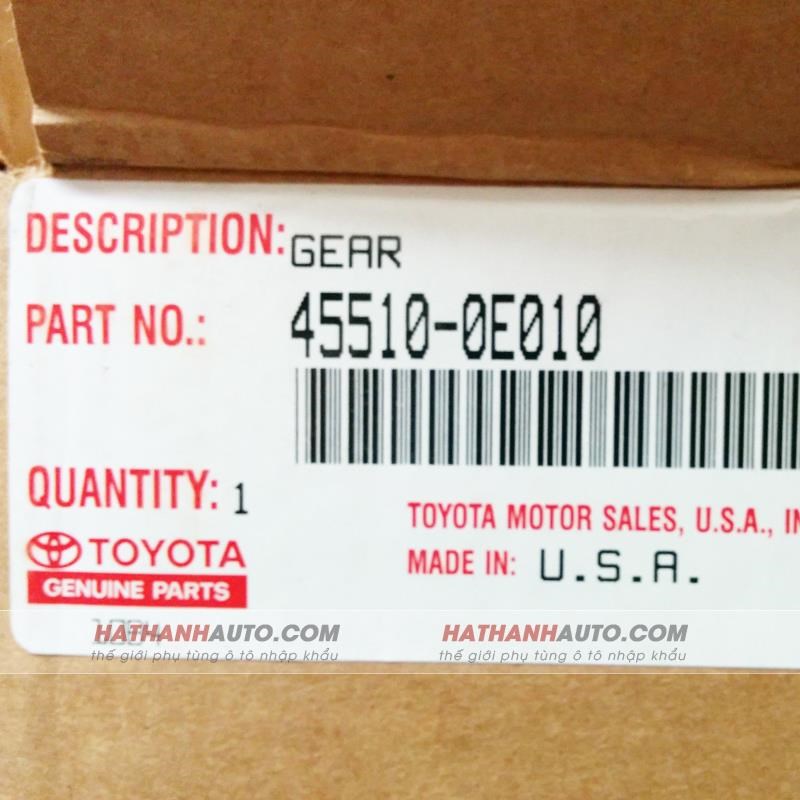 DESCRIPTION: GEAR
PART NO.: 45510-0E010
QUANTITY: 1
TOYOTA MOTOR SALES, U.S.A.,
TOYOTA
MADE IN: U.S.A.
GENUINE PARTS
HATHANHAUTO.COM HATHANHAUTO.COM
thế giới phụ tùng ô tô nhập khẩu thế giới phụ tùng ô tô nhập khẩu